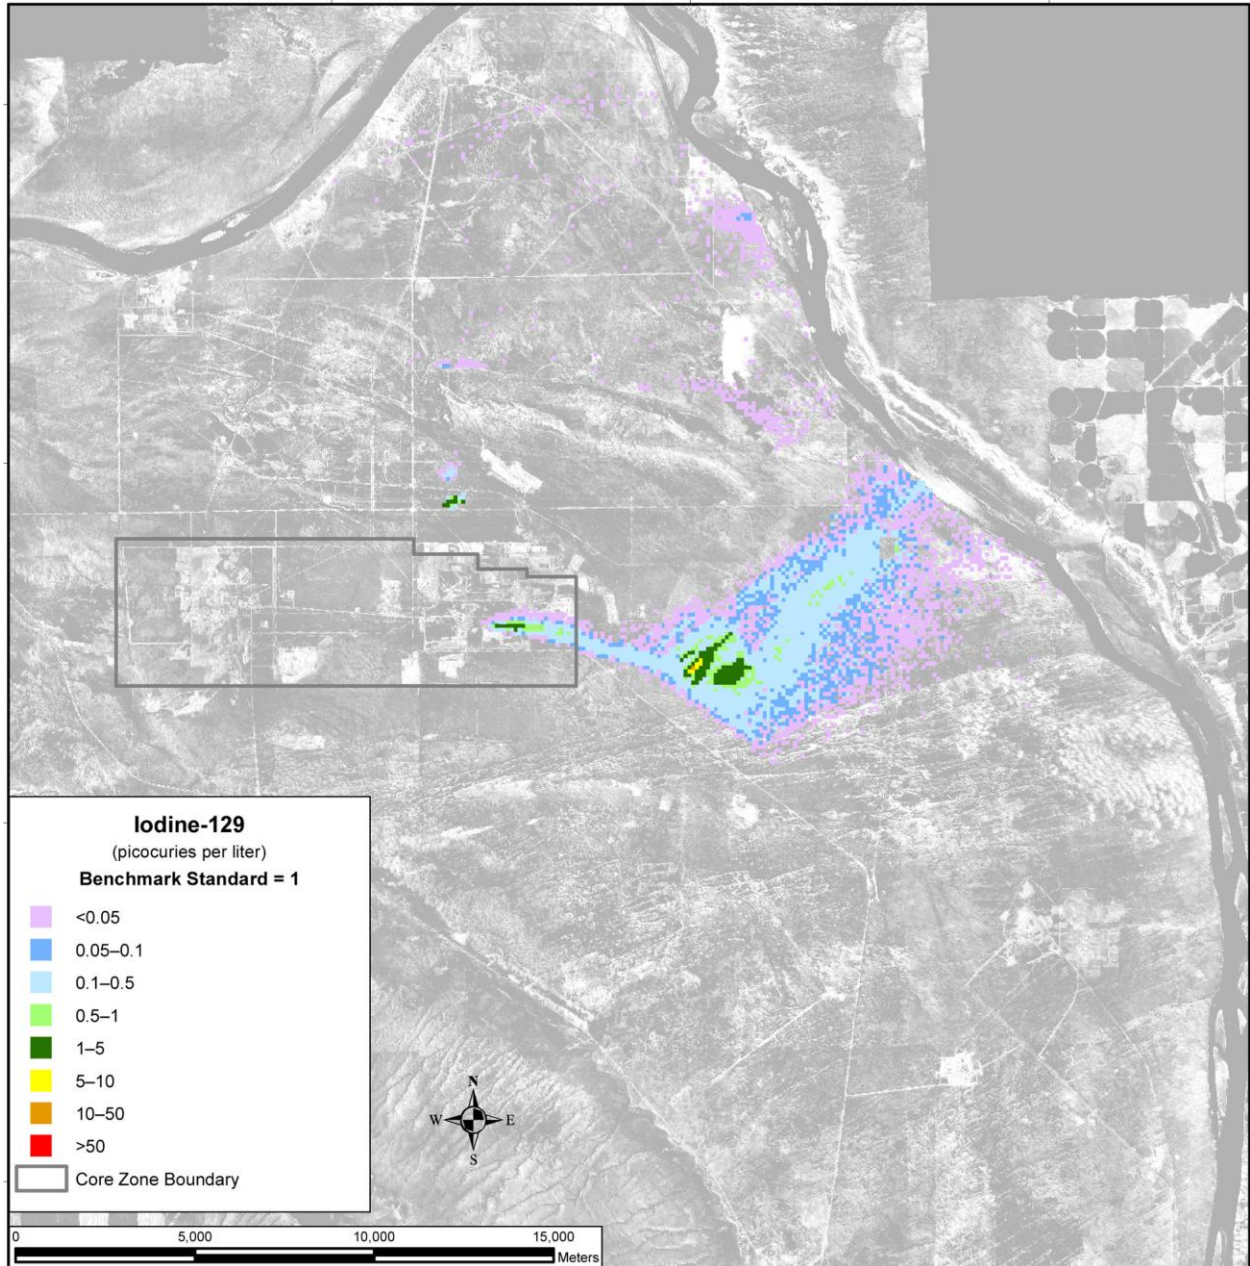 Iodine-129
(picocuries per liter)
Benchmark Standard = 1
<0.05
0.05–0.1
0.1–0.5
0.5–1
1–5
5–10
10–50
>50
Core Zone Boundary
N
W E
S
0 5,000 10,000 15,000
Meters